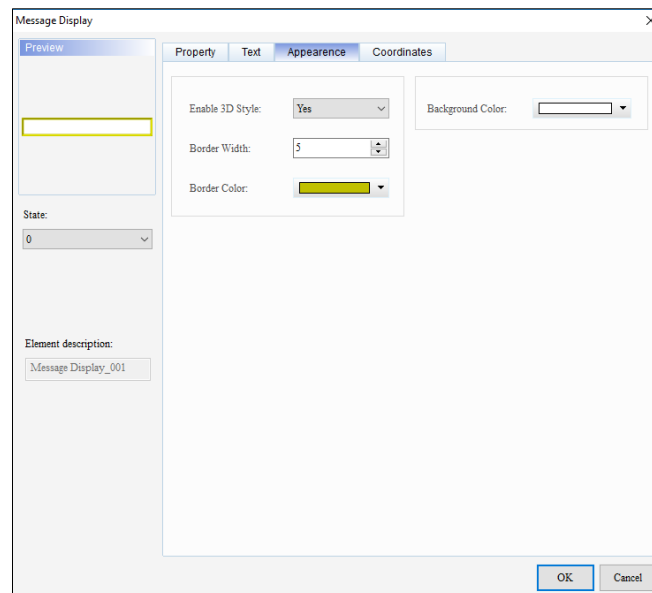 Message Display
Preview
Property Text Appearence Coordinates
Enable 3D Style: Yes
Background Color:
Border Width: 5
Border Color:
State:
0
Element description:
Message Display_001
OK Cancel